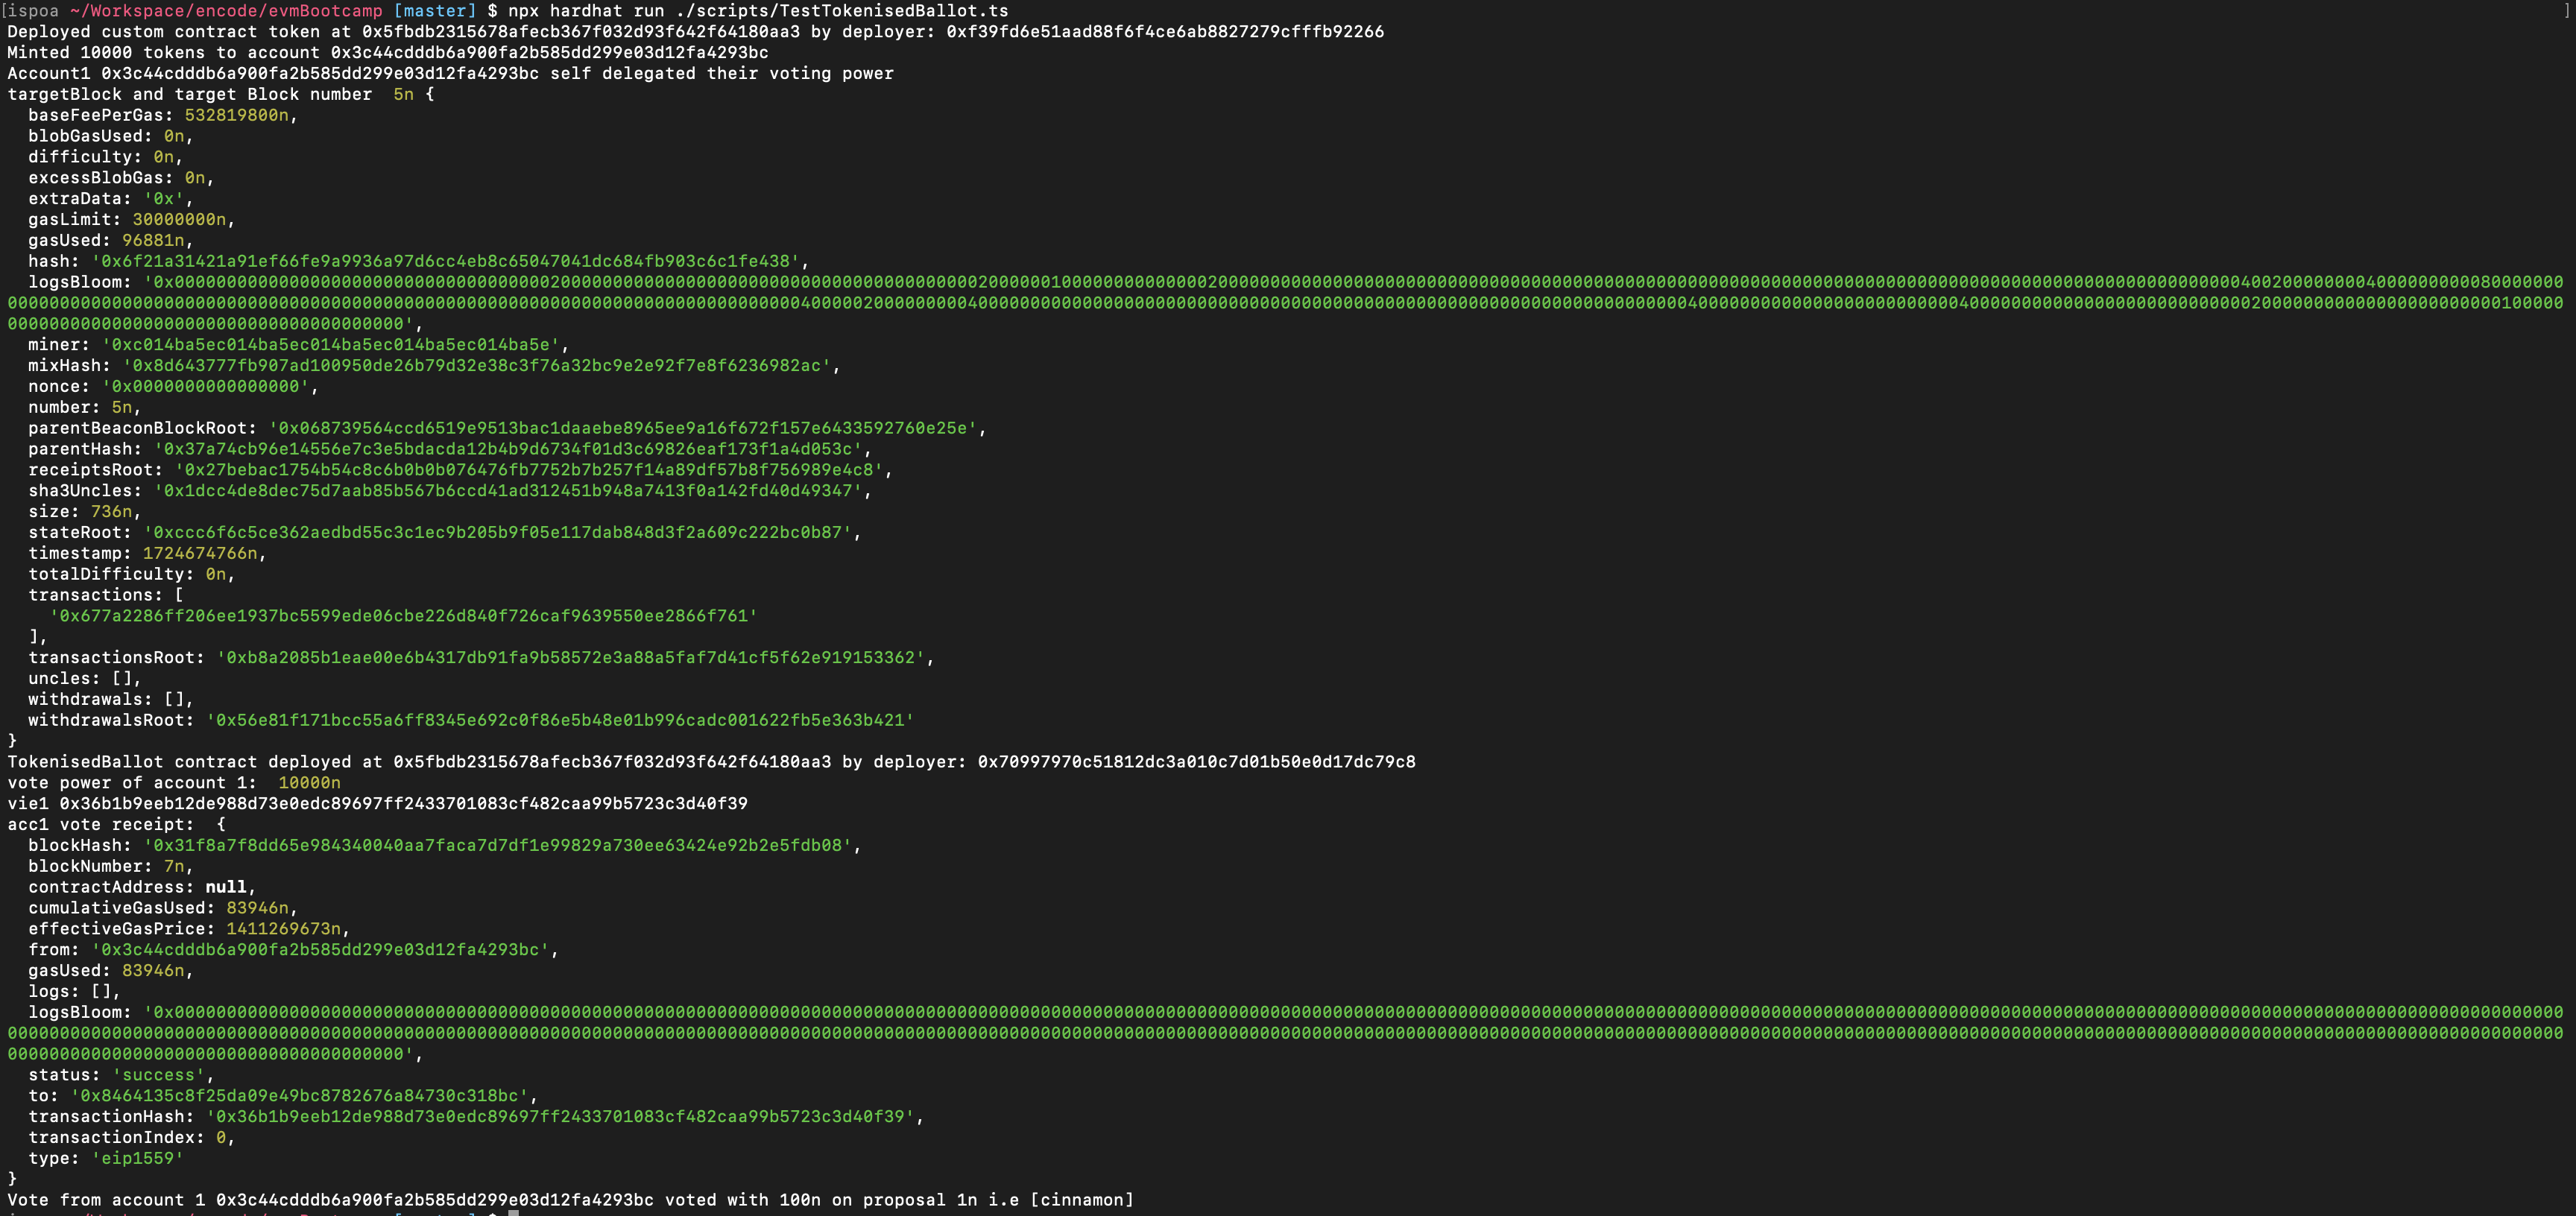 [ispoa ~/Workspace/encode/evmBootcamp [master] $ npx hardhat run ./scripts/TestTokenisedBallot.ts ]
Deployed custom contract token at 0x5fbdb2315678afecb367f032d93f642f64180aa3 by deployer: 0xf39fd6e51aad88f6f4ce6ab8827279cfffb92266
Minted 10000 tokens to account 0x3c44cdddb6a900fa2b585dd299e03d12fa4293bc
Account1 0x3c44cdddb6a900fa2b585dd299e03d12fa4293bc self delegated their voting power
targetBlock and target Block number  5n {
  baseFeePerGas: 532819800n,
  blobGasUsed: 0n,
  difficulty: 0n,
  excessBlobGas: 0n,
  extraData: '0x',
  gasLimit: 30000000n,
  gasUsed: 96881n,
  hash: '0x6f21a31421a91ef66fe9a9936a97d6cc4eb8c65047041dc684fb903c6c1fe438',
  logsBloom:
  miner: '0xc014ba5ec014ba5ec014ba5ec014ba5ec014ba5e',
  mixHash: '0x8d643777fb907ad100950de26b79d32e38c3f76a32bc9e2e92f7e8f6236982ac',
  nonce: '0x0000000000000000',
  number: 5n,
  parentBeaconBlockRoot: '0x068739564ccd6519e9513bac1daaebe8965ee9a16f672f157e6433592760e25e',
  parentHash: '0x37a74cb96e14556e7c3e5bdacda12b4b9d6734f01d3c69826eaf173f1a4d053c',
  receiptsRoot: '0x27bebac1754b54c8c6b0b0b076476fb7752b7b257f14a89df57b8f756989e4c8',
  sha3Uncles: '0x1dcc4de8dec75d7aab85b567b6ccd41ad312451b948a7413f0a142fd40d49347',
  size: 736n,
  stateRoot: '0xccc6f6c5ce362aedbd55c3c1ec9b205b9f05e117dab848d3f2a609c222bc0b87',
  timestamp: 1724674766n,
  totalDifficulty: 0n,
  transactions: [
    '0x677a2286ff206ee1937bc5599ede06cbe226d840f726caf9639550ee2866f761'
  ],
  transactionsRoot: '0xb8a2085b1eae00e6b4317db91fa9b58572e3a88a5faf7d41cf5f62e919153362',
  uncles: [],
  withdrawals: [],
  withdrawalsRoot: '0x56e81f171bcc55a6ff8345e692c0f86e5b48e01b996cadc001622fb5e363b421'
}
TokenisedBallot contract deployed at 0x5fbdb2315678afecb367f032d93f642f64180aa3 by deployer: 0x70997970c51812dc3a010c7d01b50e0d17dc79c8
vote power of account 1:  10000n
vie1 0x36b1b9eeb12de988d73e0edc89697ff2433701083cf482caa99b5723c3d40f39
acc1 vote receipt:  {
  blockHash: '0x31f8a7f8dd65e984340040aa7faca7d7df1e99829a730ee63424e92b2e5fdb08',
  blockNumber: 7n,
  contractAddress: null,
  cumulativeGasUsed: 83946n,
  effectiveGasPrice: 1411269673n,
  from: '0x3c44cdddb6a900fa2b585dd299e03d12fa4293bc',
  gasUsed: 83946n,
  logs: [],
  logsBloom:
  status: 'success',
  to: '0x8464135c8f25da09e49bc8782676a84730c318bc',
  transactionHash: '0x36b1b9eeb12de988d73e0edc89697ff2433701083cf482caa99b5723c3d40f39',
  transactionIndex: 0,
  type: 'eip1559'
}
Vote from account 1 0x3c44cdddb6a900fa2b585dd299e03d12fa4293bc voted with 100n on proposal 1n i.e [cinnamon]